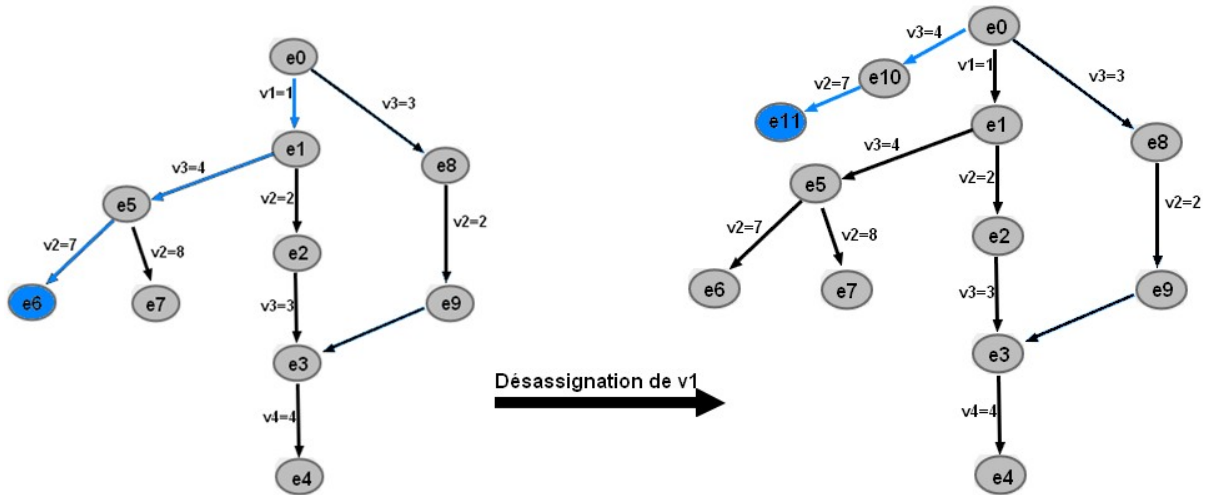 e0
v1=1
v3=3
e1
e8
v3=4
v2=2
v2=2
e5
v2=7
v2=8
e2
e6
e7
v3=3
e9
e3
v4=4
e4
Désassignation de v1
e0
v3=4
e10
v1=1
v3=3
v2=7
e11
e1
e8
v3=4
v2=2
v2=2
e5
v2=7
v2=8
e2
e6
e7
v3=3
e9
e3
v4=4
e4